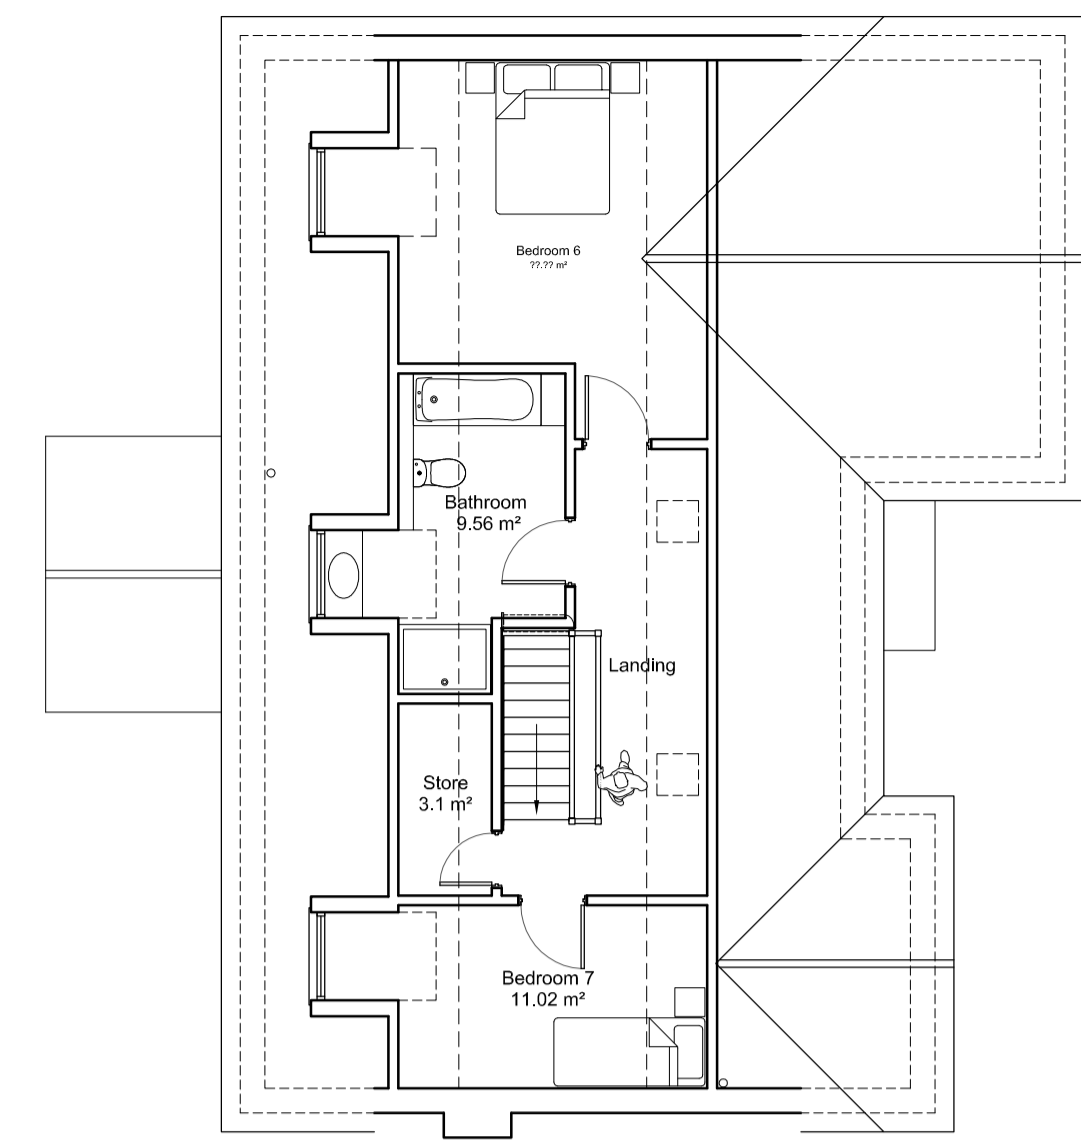 Bedroom 6
??.?? m²
Bathroom
9.56 m²
Landing
Store
3.1 m²
Bedroom 7
11.02 m²